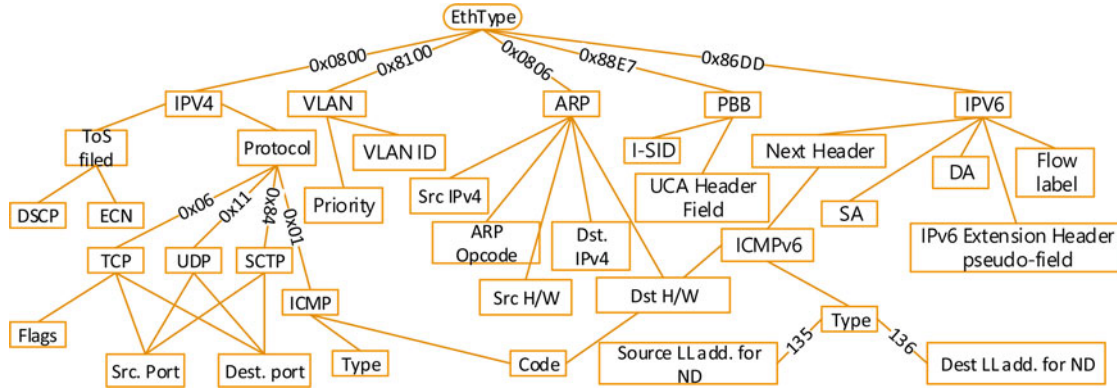 EthType
0x0800
0x8100
0x0806
0x88E7
0x86DD
IPV4
VLAN
ARP
PBB
IPV6
ToS
filed
Protocol
VLAN ID
I-SID
Next Header
DA
Flow
label
DSCP
ECN
Priority
Src IPv4
UCA Header
Field
SA
0x06
0x11
0x84
0x01
ARP
Opcode
Dst.
IPv4
ICMPv6
IPv6 Extension Header
pseudo-field
TCP
UDP
SCTP
ICMP
Src H/W
Dst H/W
Flags
Type
135
136
Src. Port
Dest. port
Type
Code
Source LL add. for
ND
Dest LL add. for ND